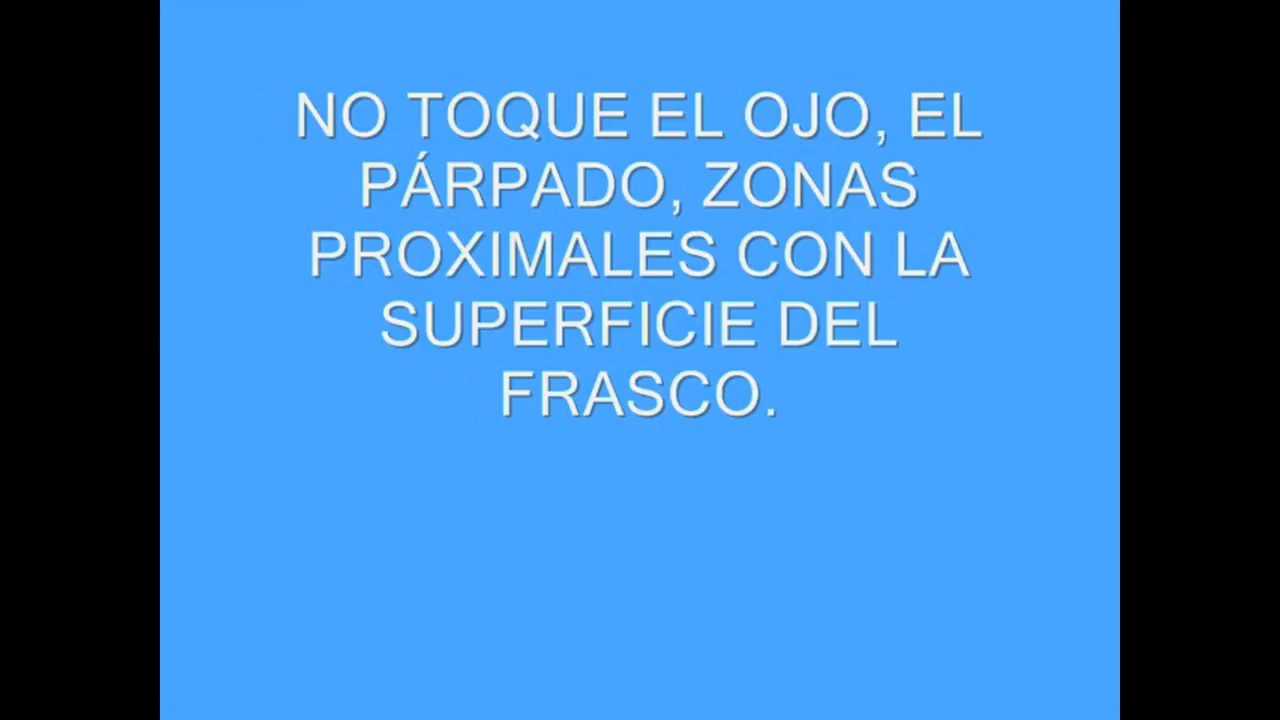 NO TOQUE EL OJO, EL
PÁRPADO, ZONAS
PROXIMALES CON LA
SUPERFICIE DEL
FRASCO.